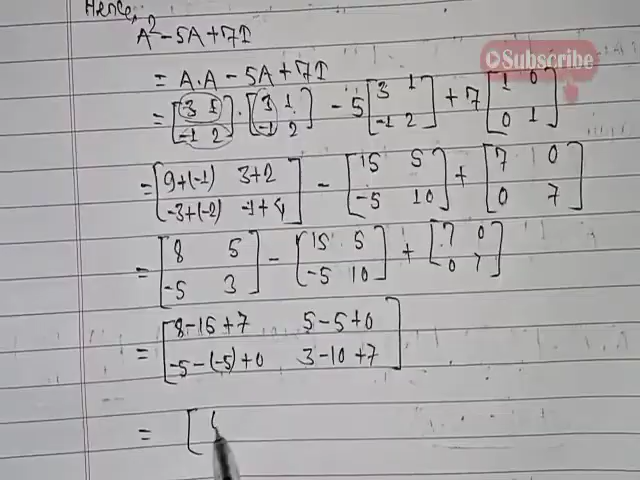 Hence,
A² - 5A + 7I
Subscribe
= A.A - 5A + 7I
= [3 1 -1 2] . [3 1 -1 2] - 5 [3 1 -1 2] + 7 [1 0 0 1]
= [9+(-1) 3+2 -3+(-2) -1+4] - [15 5 -5 10] + [7 0 0 7]
= [8 5 -5 3] - [15 5 -5 10] + [7 0 0 7]
= [8-15+7 5-5+0 -5-(-5)+0 3-10+7]
= [